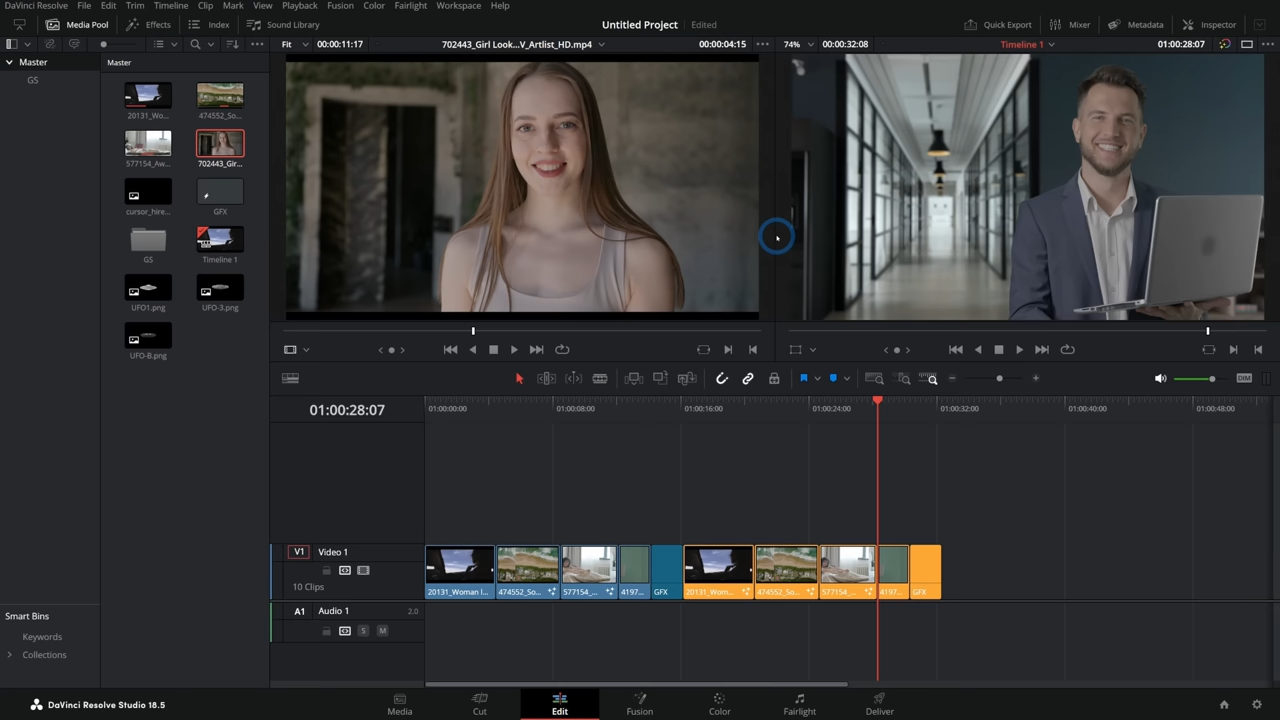 DaVinci Resolve File Edit Trim Timeline Clip Mark View Playback Fusion Color Fairlight Workspace Help
Media Pool Effects Index Sound Library Untitled Project Edited Quick Export Mixer Metadata Inspector
Fit 00:00:11:17 702443_Girl Look...V_Artlist_HD.mp4 00:00:04:15 74% 00:00:32:08 Timeline 1 01:00:28:07
Master
GS
Master
20131_Wo... 474552_So...
577154_Aw... 702443_Gir...
cursor_hire... GFX
GS Timeline 1
UFO1.png UFO-3.png
UFO-B.png
Smart Bins
Keywords
Collections
DIM
01:00:28:07
01:00:00:00 01:00:08:00 01:00:16:00 01:00:24:00 01:00:32:00 01:00:40:00 01:00:48:00
V1 Video 1
10 Clips
20131_Woman l... 474552_So... 577154_... 4197... GFX 20131_Wom... 474552_So... 577154_... 4197... GFX
A1 Audio 1 2.0
S M
DaVinci Resolve Studio 18.5
Media Cut Edit Fusion Color Fairlight Deliver